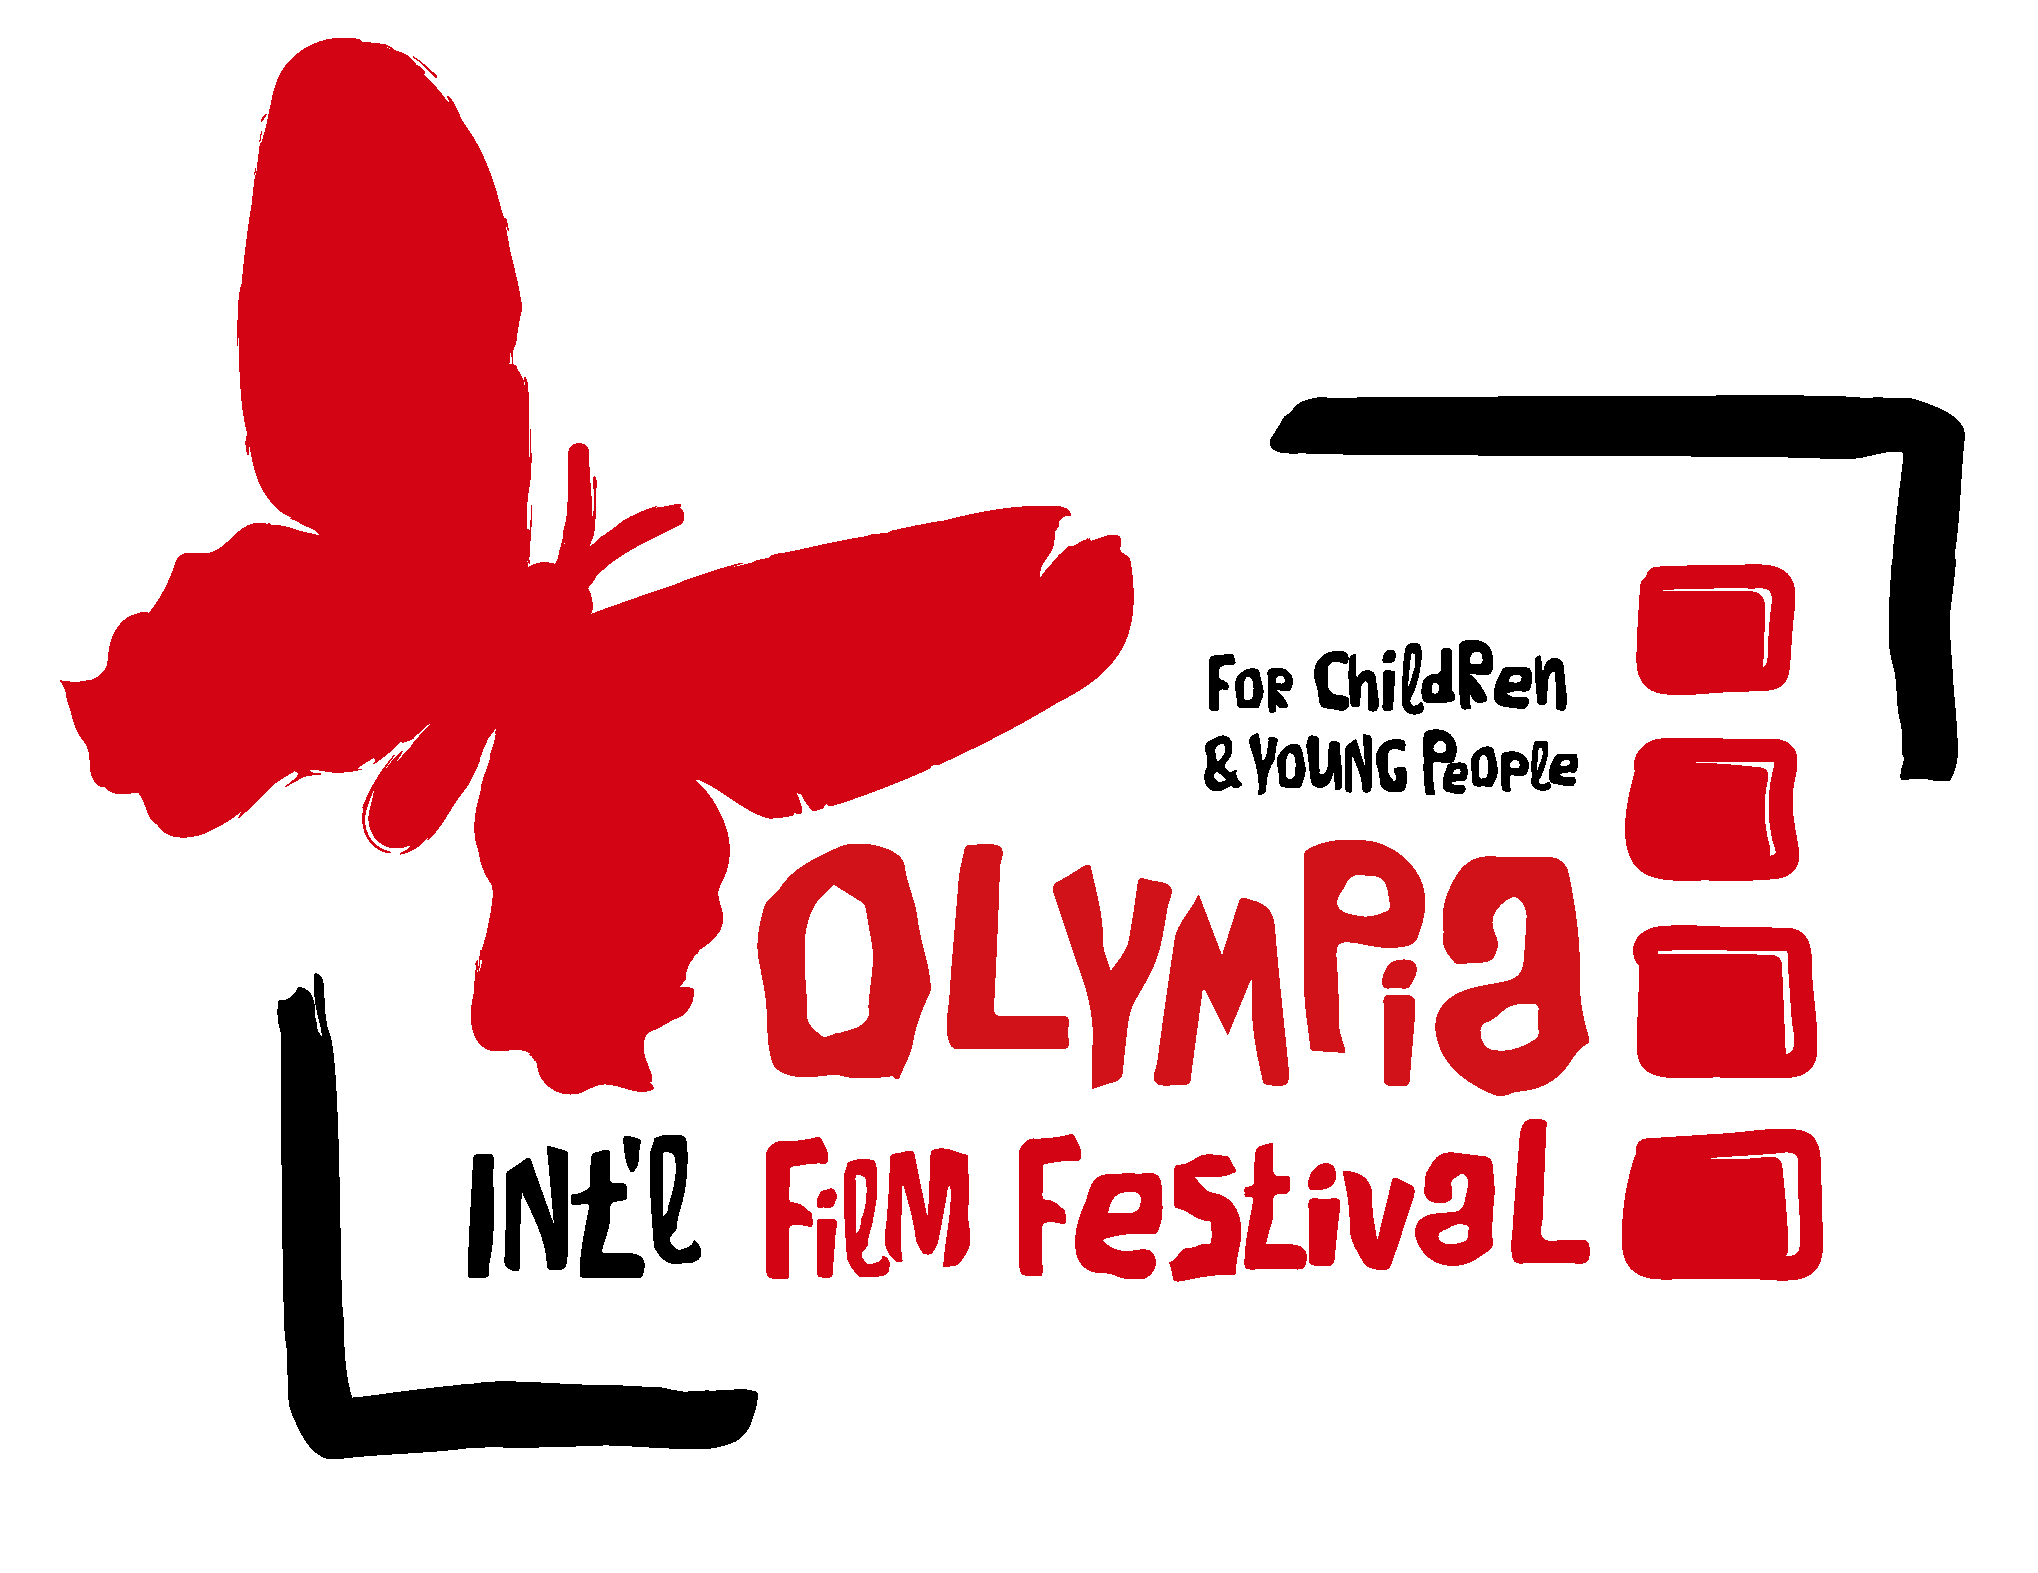 For Children
& Young People
Olympia
Int'l Film Festival